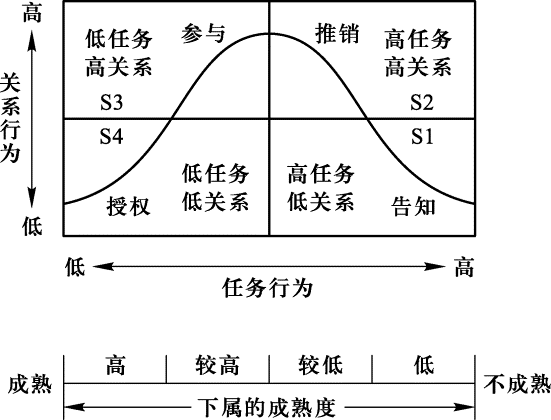 高
关系行为
低
低任务
高关系
S3
参与
推销
高任务
高关系
S2
S4
授权
低任务
低关系
高任务
低关系
S1
告知
低
高
任务行为
成熟
高
较高
较低
低
不成熟
下属的成熟度